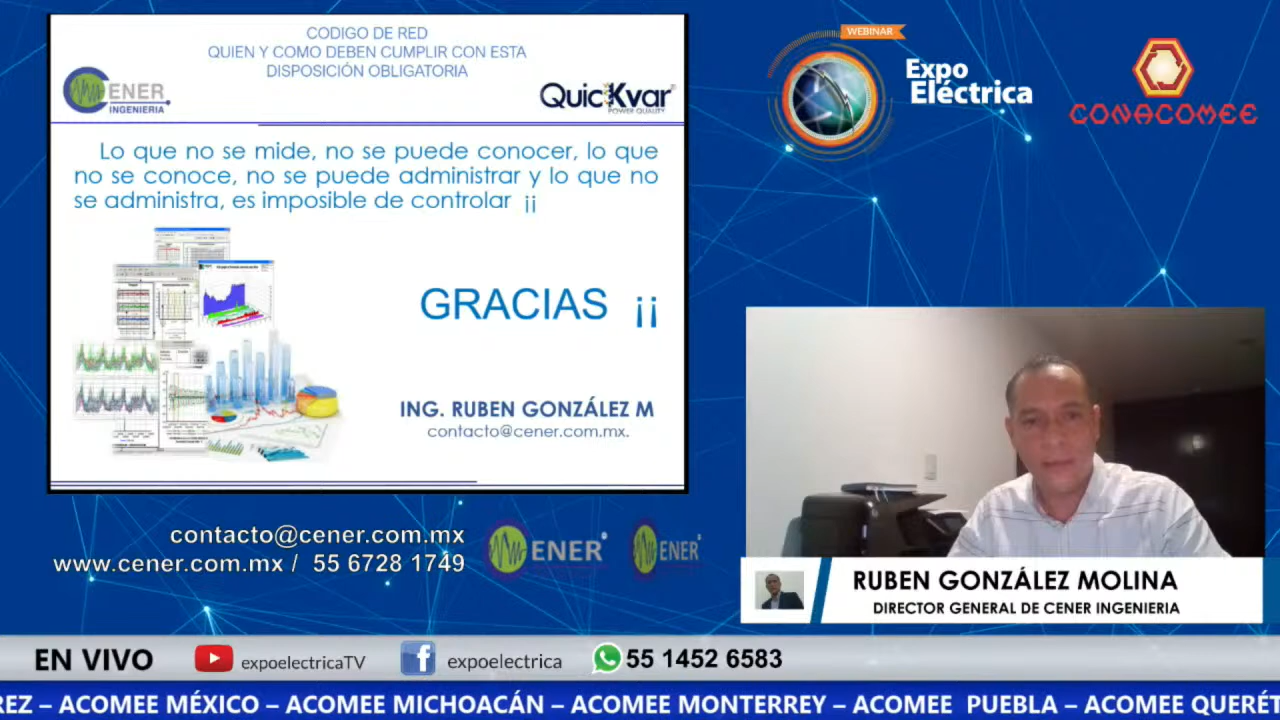 CODIGO DE RED
QUIEN Y COMO DEBEN CUMPLIR CON ESTA
DISPOSICIÓN OBLIGATORIA
CENER
INGENIERIA
QuicKvar
POWER QUALITY
Lo que no se mide, no se puede conocer, lo que
no se conoce, no se puede administrar y lo que no
se administra, es imposible de controlar ¡¡
GRACIAS ¡¡
ING. RUBEN GONZÁLEZ M
contacto@cener.com.mx.
WEBINAR
Expo
Eléctrica
CONACOMEE
contacto@cener.com.mx
www.cener.com.mx / 55 6728 1749
CENER
CENER
RUBEN GONZÁLEZ MOLINA
DIRECTOR GENERAL DE CENER INGENIERIA
EN VIVO
expoelectricaTV
expoelectrica
55 1452 6583
REZ – ACOMEE MÉXICO – ACOMEE MICHOACÁN – ACOMEE MONTERREY – ACOMEE PUEBLA – ACOMEE QUERÉT